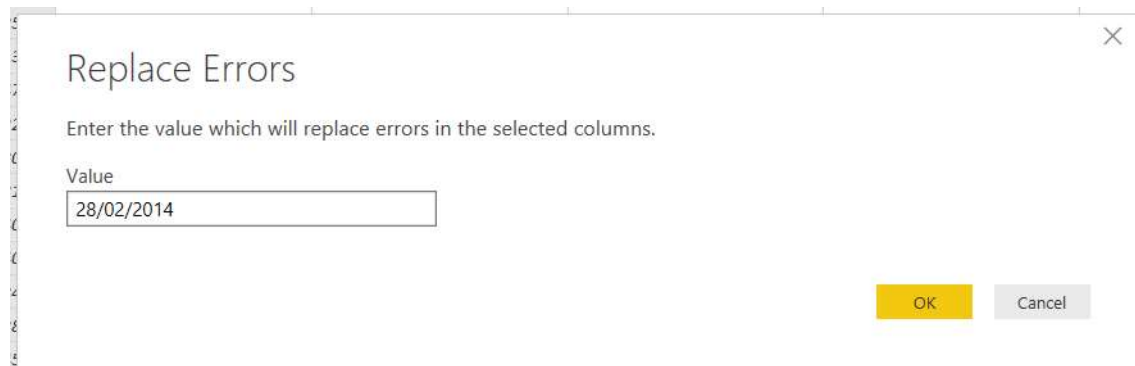 Replace Errors
Enter the value which will replace errors in the selected columns.
Value
28/02/2014
OK Cancel